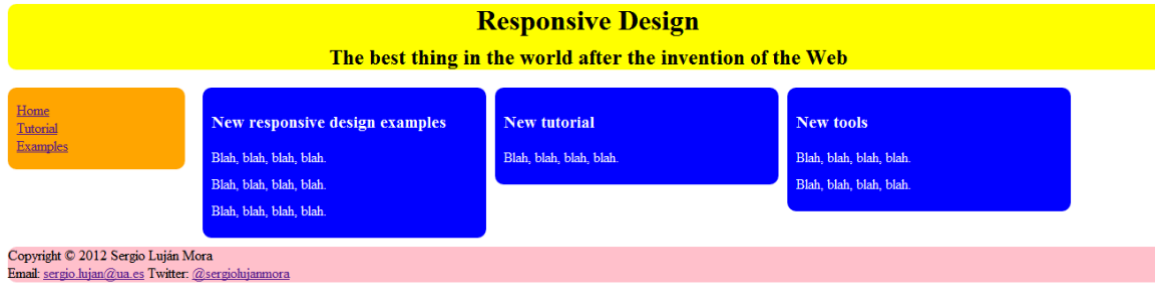 Responsive Design
The best thing in the world after the invention of the Web
Home
Tutorial
Examples
New responsive design examples
Blah, blah, blah, blah.
Blah, blah, blah, blah.
Blah, blah, blah, blah.
New tutorial
Blah, blah, blah, blah.
New tools
Blah, blah, blah, blah.
Blah, blah, blah, blah.
Copyright © 2012 Sergio Luján Mora
Email: sergio.lujan@ua.es Twitter: @sergiolujanmora